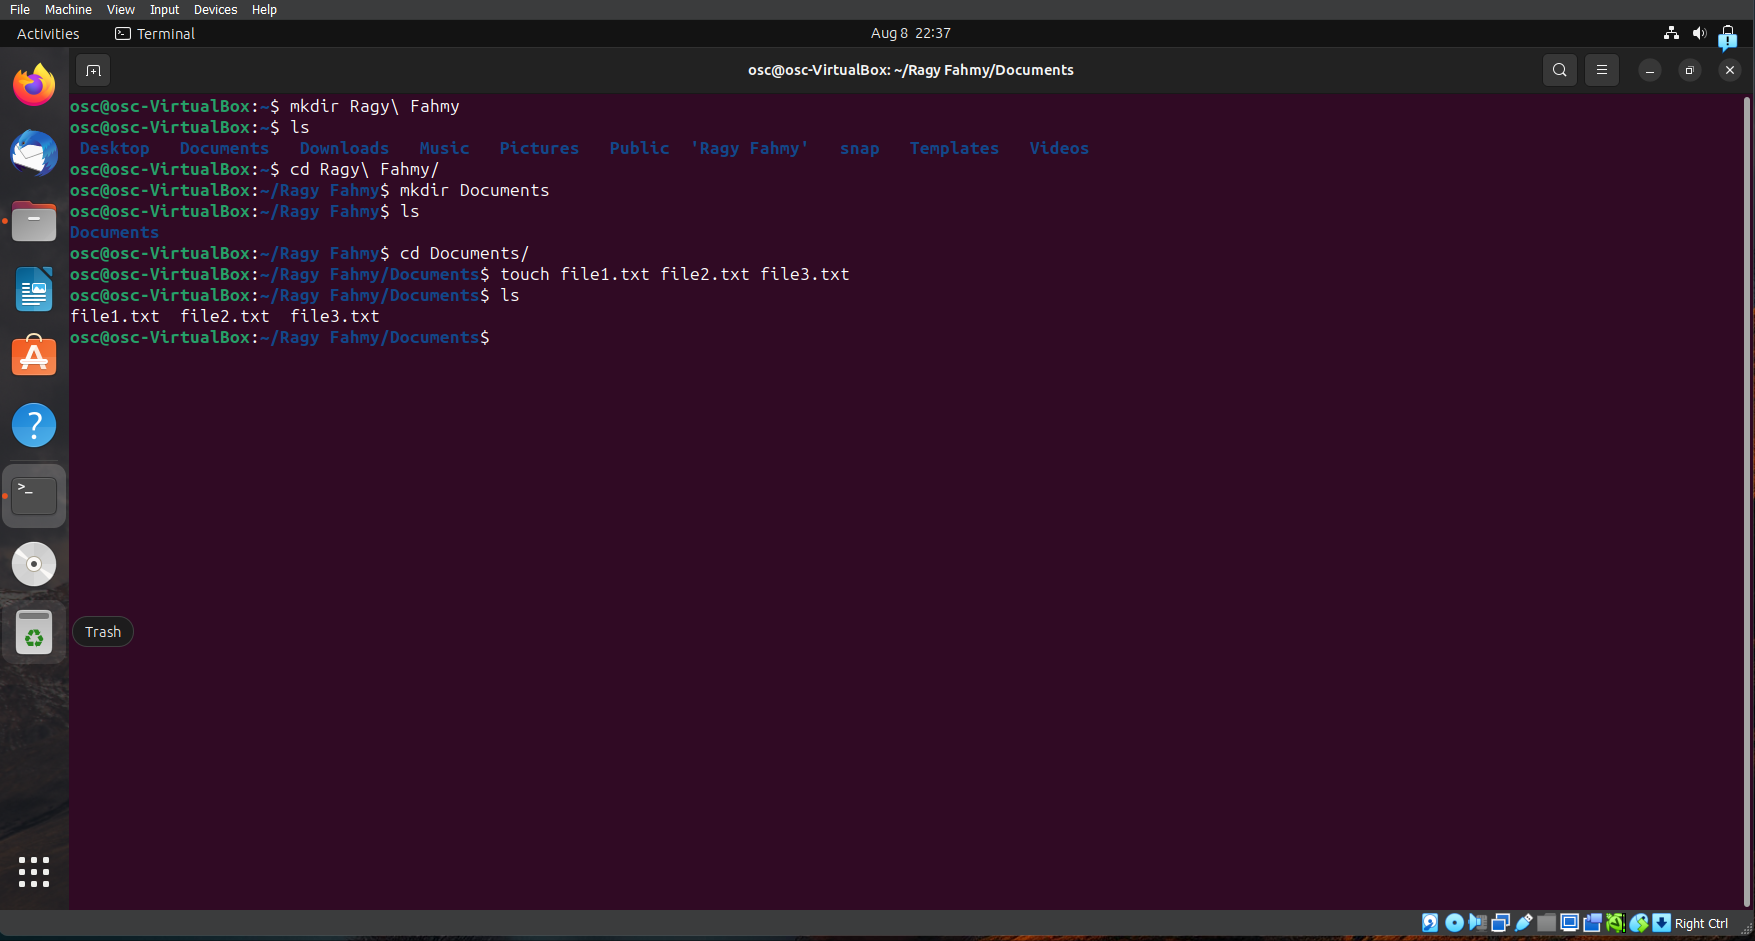 File Machine View Input Devices Help
Activities Terminal Aug 8 22:37
osc@osc-VirtualBox: ~/Ragy Fahmy/Documents
osc@osc-VirtualBox:~$ mkdir Ragy\ Fahmy
osc@osc-VirtualBox:~$ ls
Desktop Documents Downloads Music Pictures Public 'Ragy Fahmy' snap Templates Videos
osc@osc-VirtualBox:~$ cd Ragy\ Fahmy/
osc@osc-VirtualBox:~/Ragy Fahmy$ mkdir Documents
osc@osc-VirtualBox:~/Ragy Fahmy$ ls
Documents
osc@osc-VirtualBox:~/Ragy Fahmy$ cd Documents/
osc@osc-VirtualBox:~/Ragy Fahmy/Documents$ touch file1.txt file2.txt file3.txt
osc@osc-VirtualBox:~/Ragy Fahmy/Documents$ ls
file1.txt file2.txt file3.txt
osc@osc-VirtualBox:~/Ragy Fahmy/Documents$
Trash
Right Ctrl